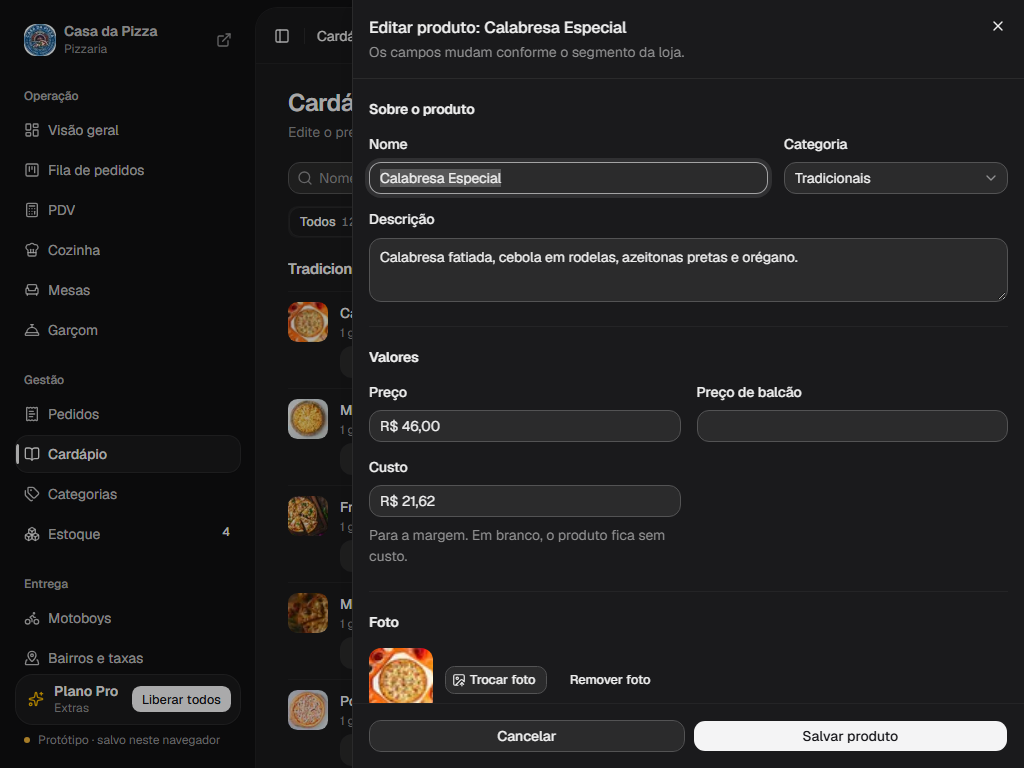 Casa da Pizza
Pizzaria
Operação
Visão geral
Fila de pedidos
PDV
Cozinha
Mesas
Garçom
Gestão
Pedidos
Cardápio
Categorias
Estoque 4
Entrega
Motoboys
Bairros e taxas
Plano Pro
Extras
Liberar todos
Protótipo · salvo neste navegador
Editar produto: Calabresa Especial
Os campos mudam conforme o segmento da loja.
Sobre o produto
Nome
Calabresa Especial
Categoria
Tradicionais
Descrição
Calabresa fatiada, cebola em rodelas, azeitonas pretas e orégano.
Valores
Preço
R$ 46,00
Preço de balcão
Custo
R$ 21,62
Para a margem. Em branco, o produto fica sem
custo.
Foto
Trocar foto
Remover foto
Cancelar
Salvar produto
Todos